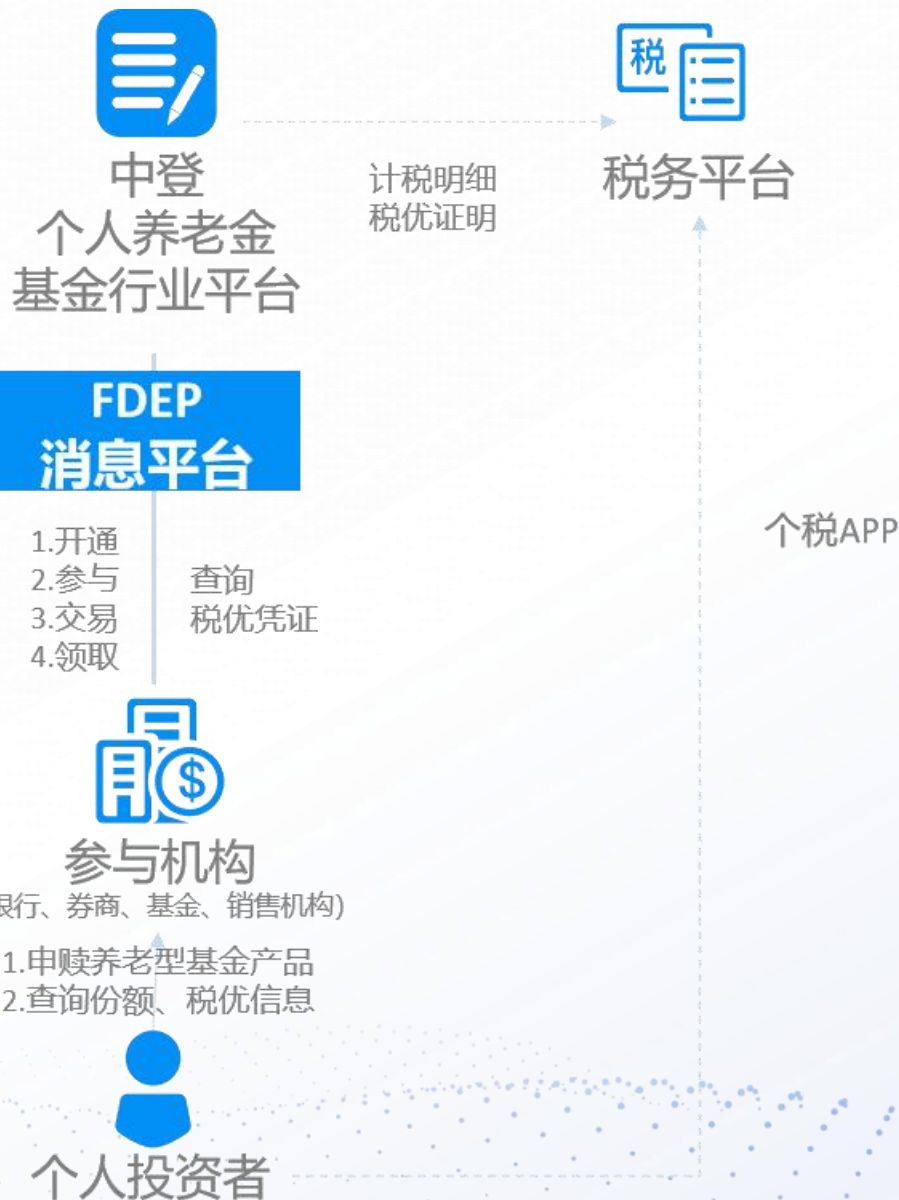 税
中登
个人养老金
基金行业平台
计税明细
税优证明
税务平台
FDEP
消息平台
1.开通
2.参与
3.交易
4.领取
查询
税优凭证
个税APP
$
参与机构
银行、券商、基金、销售机构)
1.申赎养老型基金产品
2.查询份额、税优信息
个人投资者